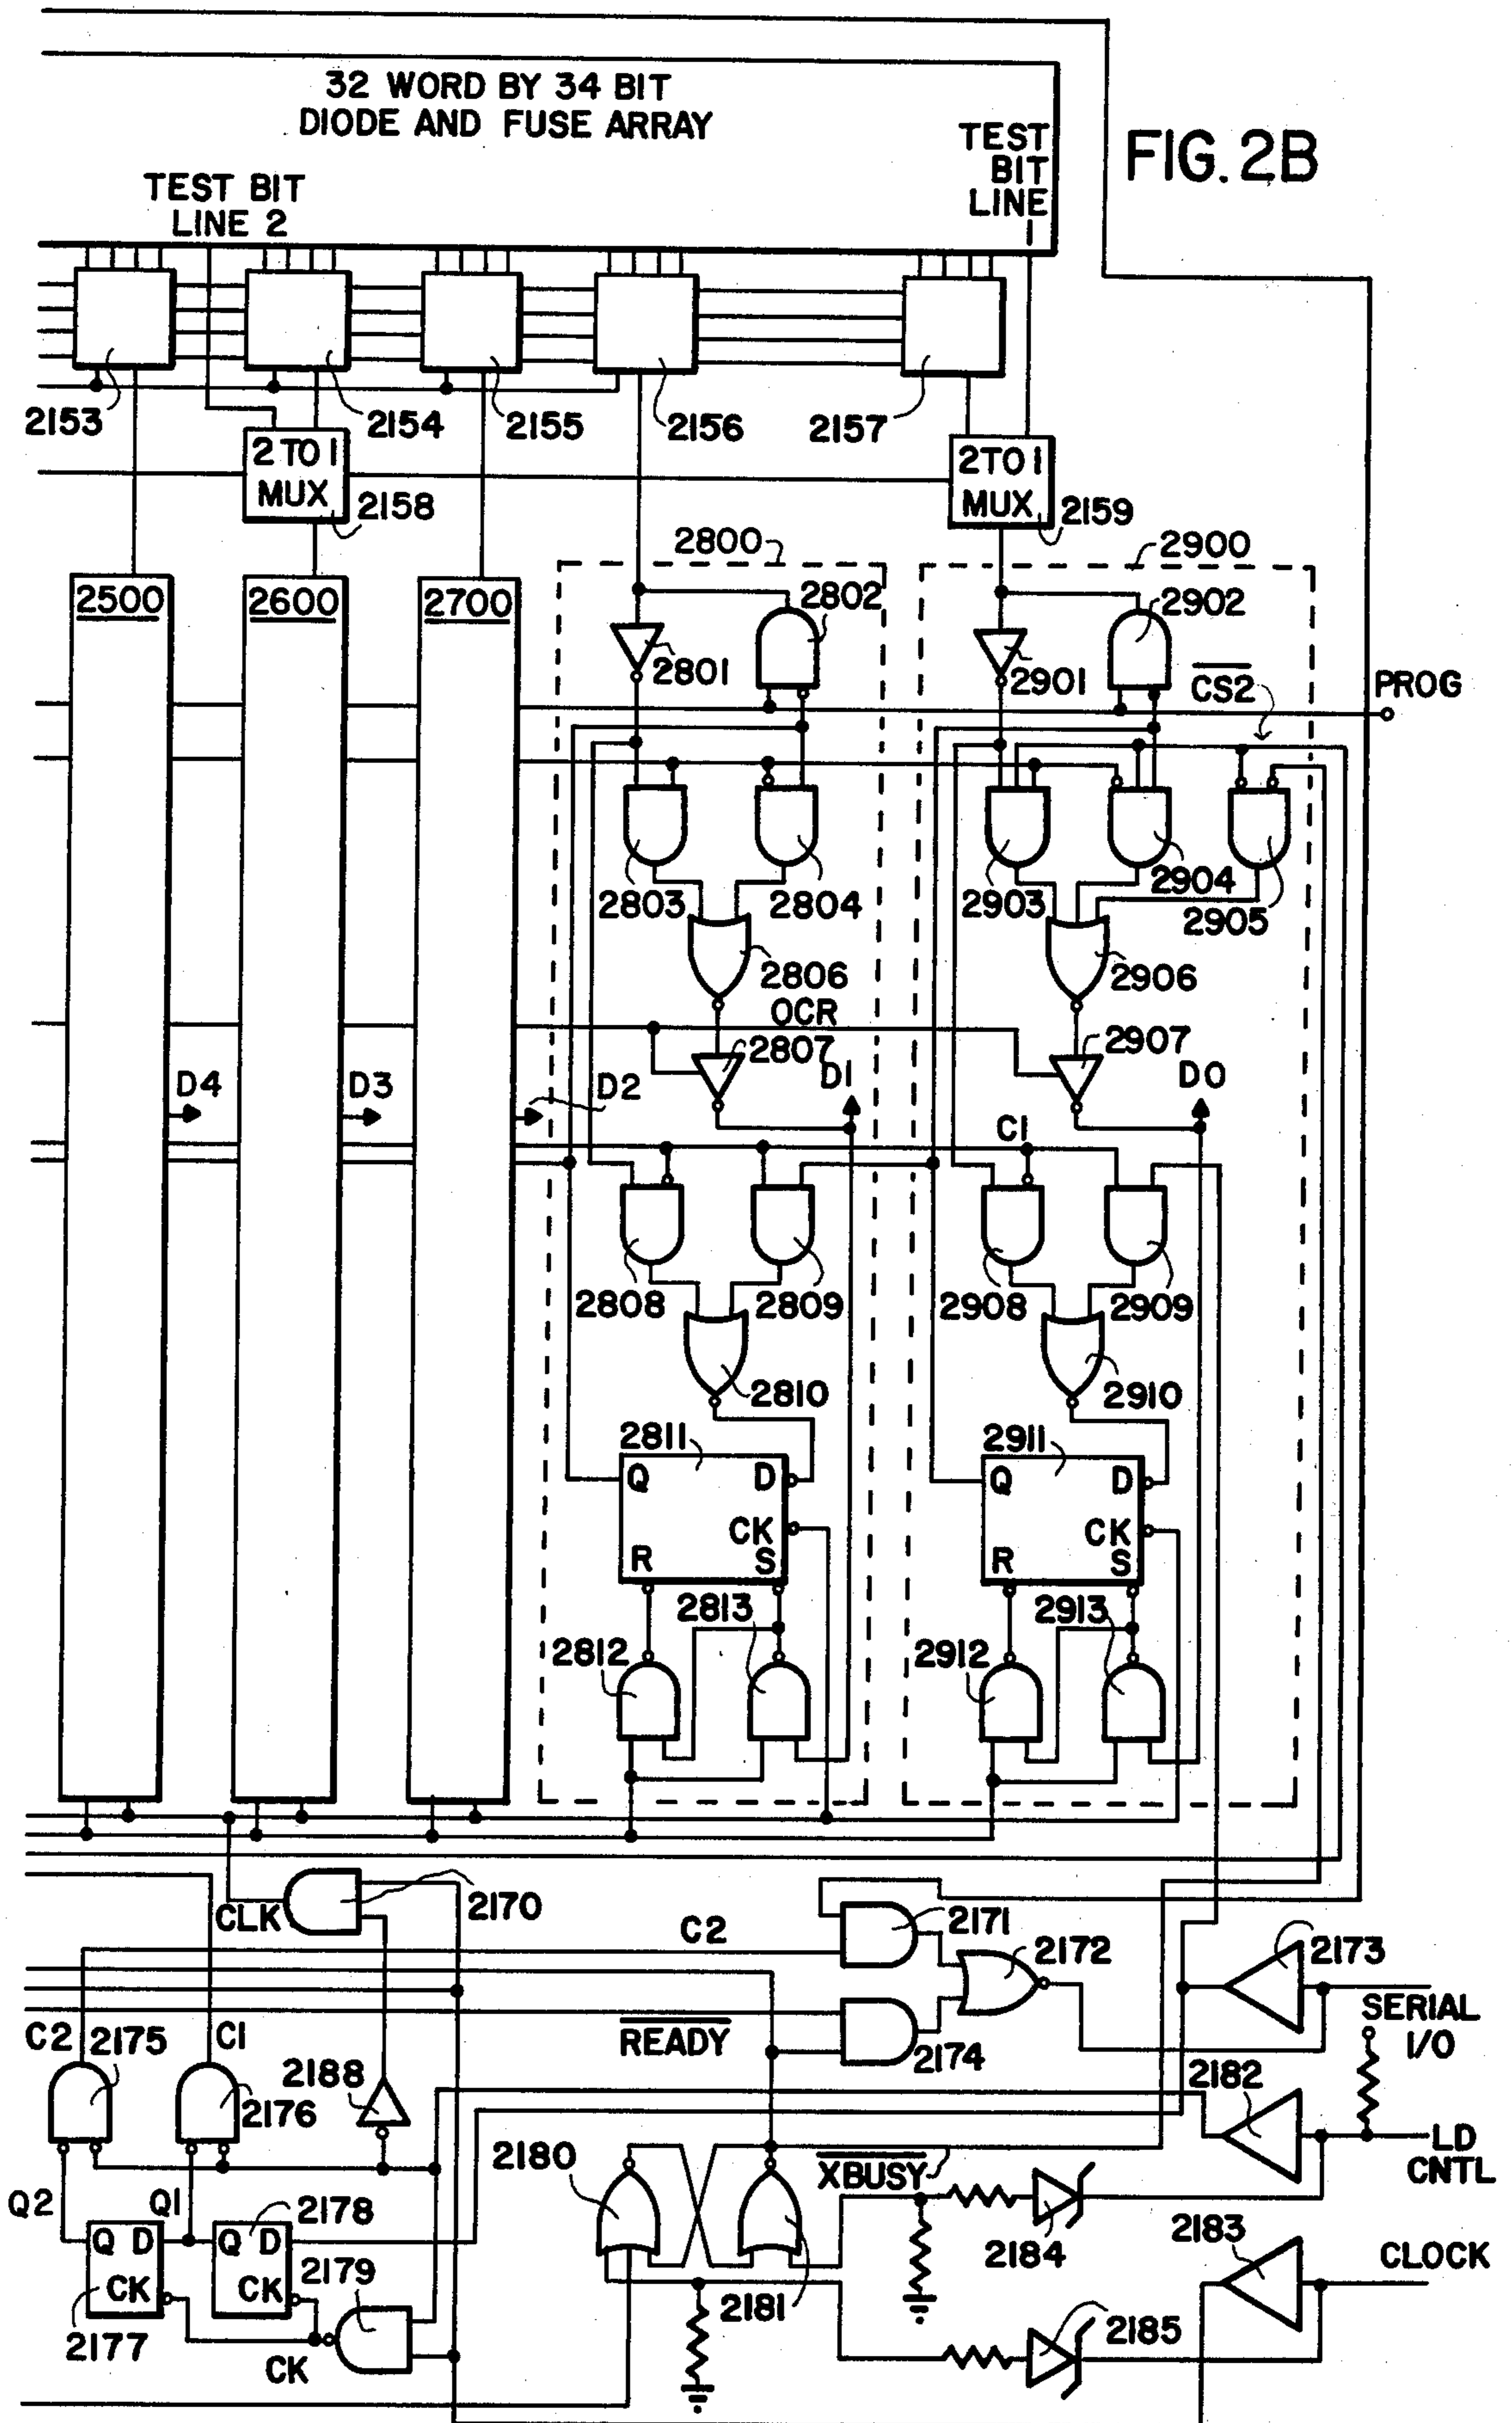 32 WORD BY 34 BIT
DIODE AND FUSE ARRAY
TEST
BIT
LINE 1
FIG. 2B
TEST BIT
LINE 2
2153
2154
2155
2156
2157
2 TO 1
MUX
2158
2 TO 1
MUX
2159
2800
2900
2500
2600
2700
2802
2902
2801
2901
CS2
PROG
2803
2804
2903
2904
2905
2806
2906
OCR
2807
2907
D4
D3
D2
D1
D0
C1
2808
2809
2908
2909
2810
2910
2811
2911
Q D
CK
R S
Q D
CK
R S
2813
2913
2812
2912
CLK
2170
C2
2171
2172
2173
SERIAL
I/O
READY
2174
C2
2175
C1
2188
2176
2182
LD
CNTL
2180
XBUSY
Q2
Q1
2178
2184
2183
CLOCK
Q D
CK
Q D
CK
2179
2181
2185
2177
CK